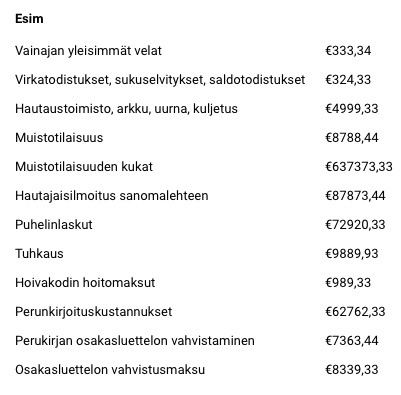 Esim
Vainajan yleisimmät velat €333,34
Virkatodistukset, sukuselvitykset, saldotodistukset €324,33
Hautaustoimisto, arkku, uurna, kuljetus €4999,33
Muistotilaisuus €8788,44
Muistotilaisuuden kukat €637373,33
Hautajaisilmoitus sanomalehteen €87873,44
Puhelinlaskut €72920,33
Tuhkaus €9889,93
Hoivakodin hoitomaksut €989,33
Perunkirjoituskustannukset €62762,33
Perukirjan osakasluettelon vahvistaminen €7363,44
Osakasluettelon vahvistusmaksu €8339,33